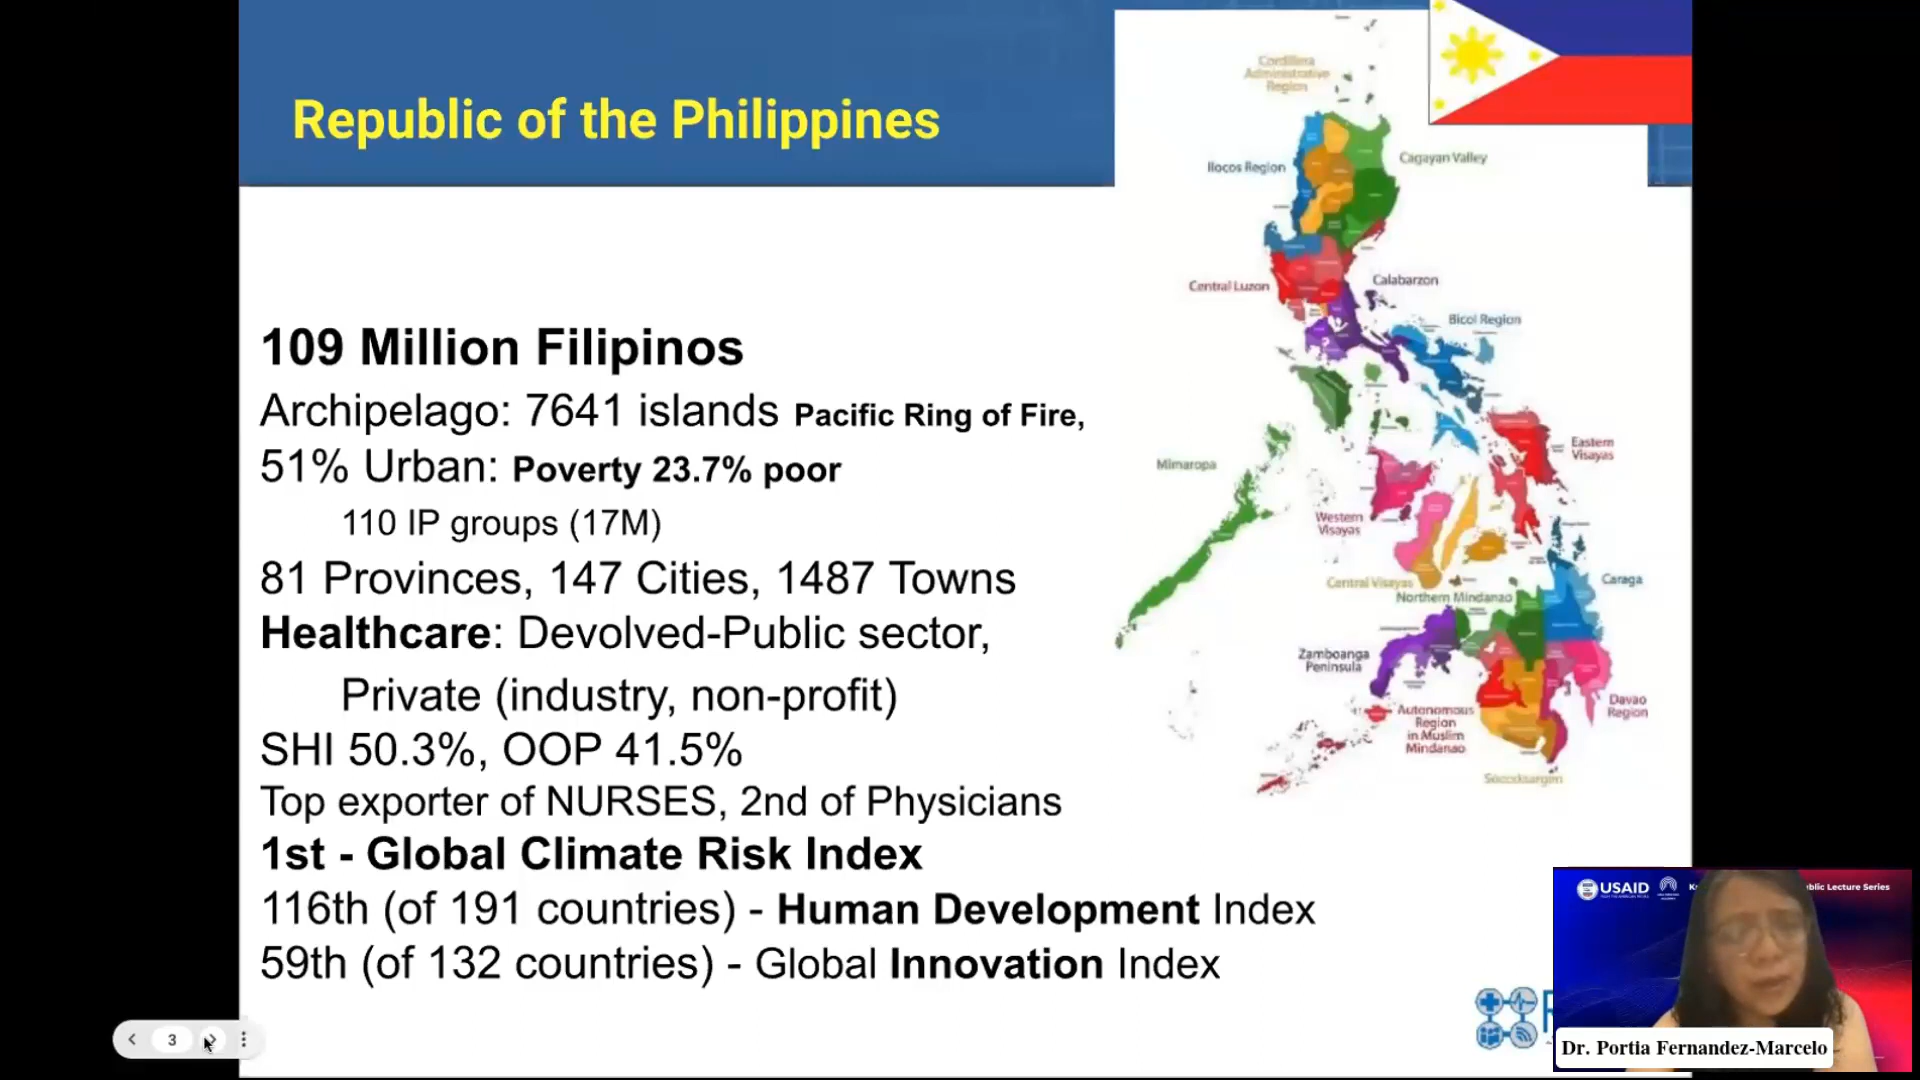 Republic of the Philippines
109 Million Filipinos
Archipelago: 7641 islands Pacific Ring of Fire,
51% Urban: Poverty 23.7% poor
110 IP groups (17M)
81 Provinces, 147 Cities, 1487 Towns
Healthcare: Devolved-Public sector,
Private (industry, non-profit)
SHI 50.3%, OOP 41.5%
Top exporter of NURSES, 2nd of Physicians
1st - Global Climate Risk Index
116th (of 191 countries) - Human Development Index
59th (of 132 countries) - Global Innovation Index
Cordillera
Administrative
Region
Ilocos Region
Cagayan Valley
Central Luzon
Calabarzon
Bicol Region
Mimaropa
Eastern
Visayas
Western
Visayas
Central Visayas
Caraga
Northern Mindanao
Zamboanga
Peninsula
Davao
Region
Autonomous
Region
in Muslim
Mindanao
Soccsksargen
3
USAID
blic Lecture Series
Dr. Portia Fernandez-Marcelo